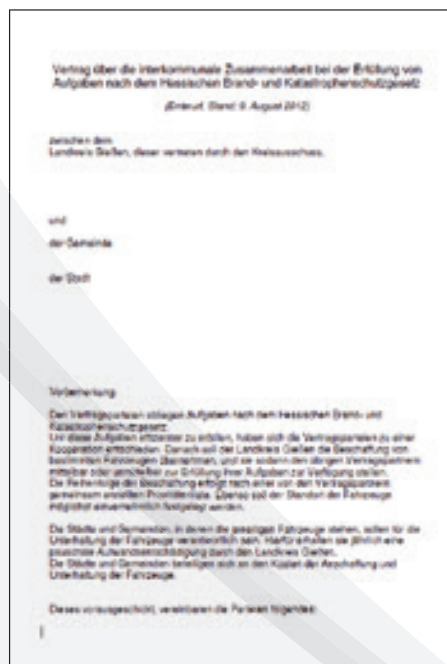 Vertrag über die interkommunale Zusammenarbeit bei der Erfüllung von
Aufgaben nach dem Hessischen Brand- und Katastrophenschutzgesetz
(Entwurf, Stand: 9. August 2012)
zwischen dem
Landkreis Gießen, dieser vertreten durch den Kreisausschuss,
und
der Gemeinde
der Stadt
Vorbemerkung:
Den Vertragsparteien obliegen Aufgaben nach dem Hessischen Brand- und
Katastrophenschutzgesetz.
Um diese Aufgaben effizienter zu erfüllen, haben sich die Vertragsparteien zu einer
Kooperation entschieden. Danach soll der Landkreis Gießen die Beschaffung von
bestimmten Fahrzeugen übernehmen, und sie sodann den übrigen Vertragspartnern
mittelbar oder unmittelbar zur Erfüllung ihrer Aufgaben zur Verfügung stellen.
Die Reihenfolge der Beschaffung erfolgt nach einer von den Vertragspartnern
gemeinsam erstellten Prioritätenliste. Ebenso soll der Standort der Fahrzeuge
möglichst einvernehmlich festgelegt werden.
Die Städte und Gemeinden, in denen die jeweiligen Fahrzeuge stehen, sollen für die
Unterhaltung der Fahrzeuge verantwortlich sein. Hierfür erhalten sie jährlich eine
pauschale Aufwandsentschädigung durch den Landkreis Gießen.
Die Städte und Gemeinden beteiligen sich an den Kosten der Anschaffung und
Unterhaltung der Fahrzeuge.
Dieses vorausgeschickt, vereinbaren die Parteien folgendes: